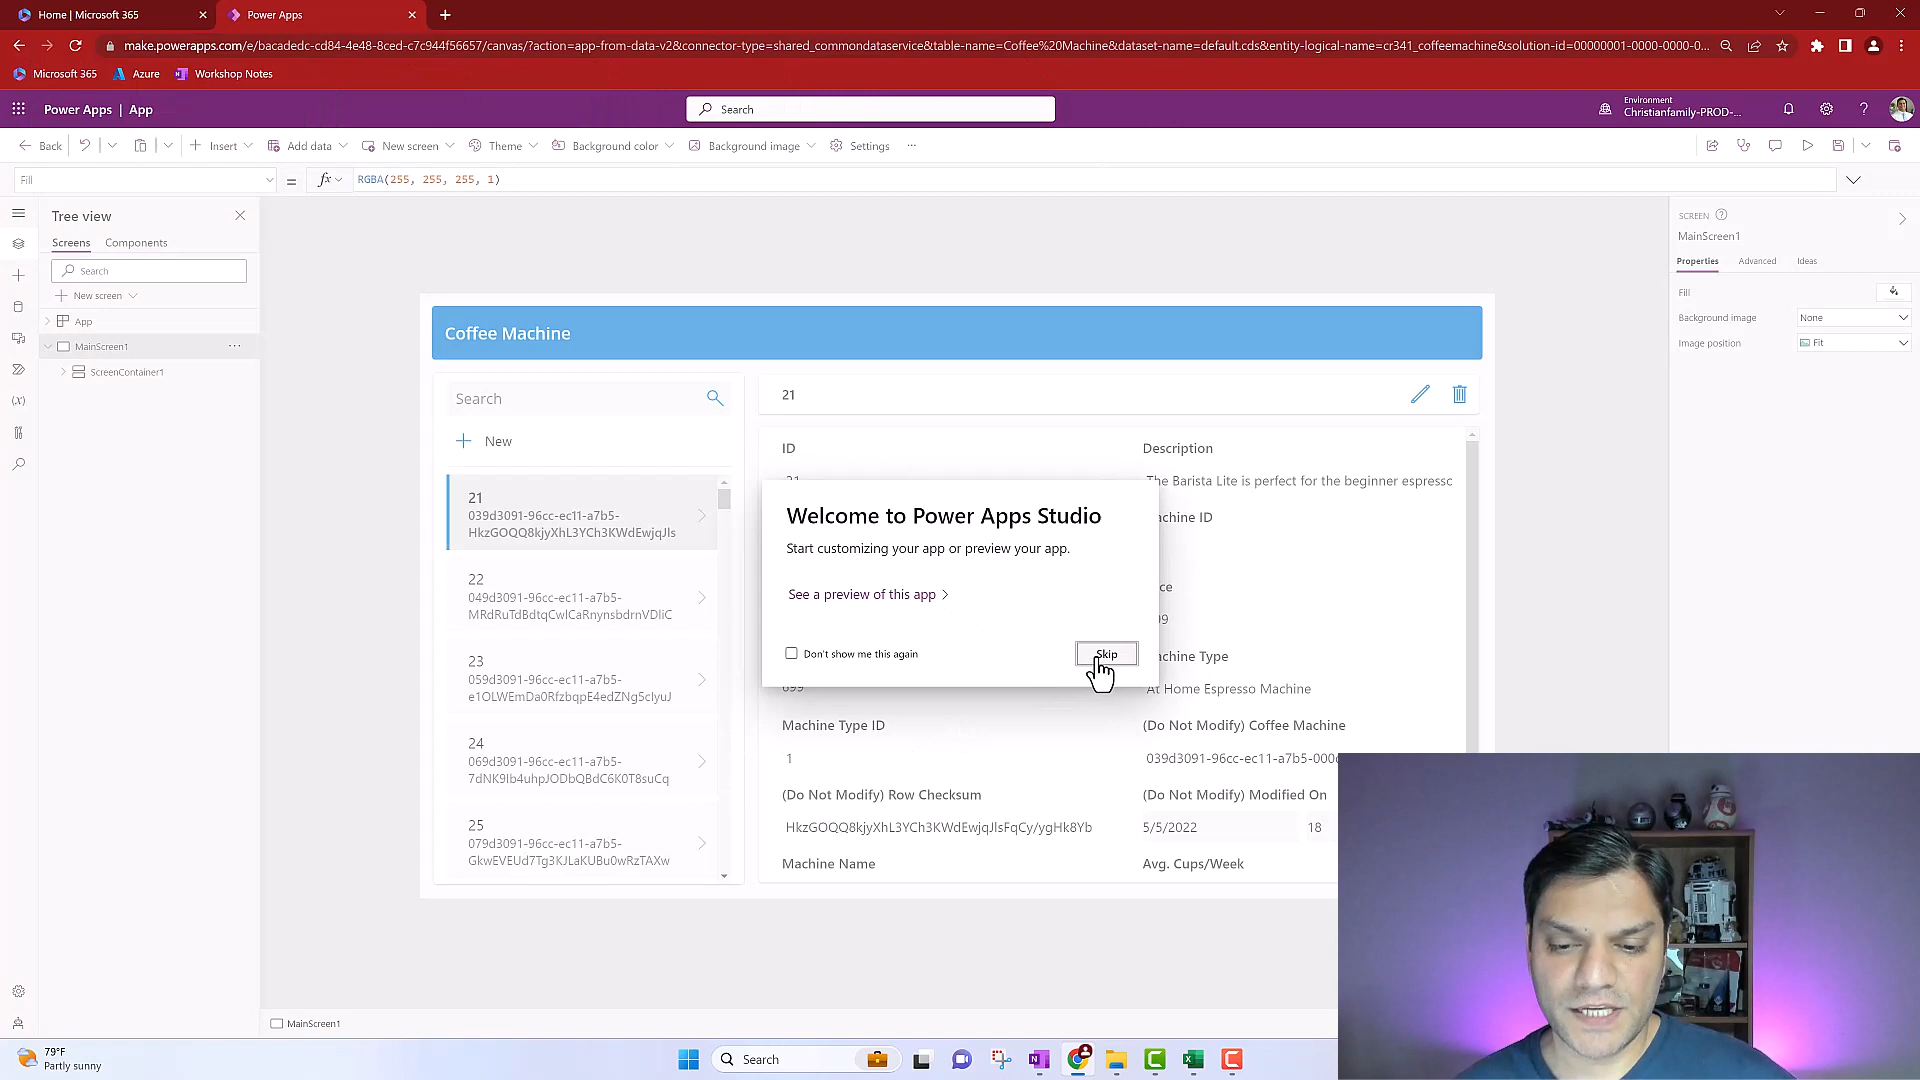 Home | Microsoft 365
Power Apps
make.powerapps.com/e/bacadedc-cd84-4e48-8ced-c7c944f56657/canvas/?action=app-from-data-v2&connector-type=shared_commondataservice&table-name=Coffee%20Machine&dataset-name=default.cds&entity-logical-name=cr341_coffeemachine&solution-id=00000001-0000-0000-0...
Microsoft 365
Azure
Workshop Notes
Power Apps | App
Search
Environment
Christianfamily-PROD-...
Back
Insert
Add data
New screen
Theme
Background color
Background image
Settings
Fill
=
fx
RGBA(255, 255, 255, 1)
Tree view
Screens
Components
Search
New screen
App
MainScreen1
ScreenContainer1
SCREEN
MainScreen1
Properties
Advanced
Ideas
Fill
Background image
None
Image position
Fit
Coffee Machine
Search
New
21
039d3091-96cc-ec11-a7b5-
HkzGOQQ8kjyXhL3YCh3KWdEwjqJls
22
049d3091-96cc-ec11-a7b5-
MRdRuTdBdtqCwlCaRnynsbdrnVDliC
23
059d3091-96cc-ec11-a7b5-
e1OLWEmDa0RfzbqpE4edZNg5cIyuJ
24
069d3091-96cc-ec11-a7b5-
7dNK9Ib4uhpJODbQBdC6K0T8suCq
25
079d3091-96cc-ec11-a7b5-
GkwEVEUd7Tg3KJLaKUBu0wRzTAXw
21
ID
Description
The Barista Lite is perfect for the beginner espresso
achine ID
Welcome to Power Apps Studio
Start customizing your app or preview your app.
See a preview of this app
Don't show me this again
Skip
ce
99
achine Type
699
At Home Espresso Machine
Machine Type ID
(Do Not Modify) Coffee Machine
1
039d3091-96cc-ec11-a7b5-000d
(Do Not Modify) Row Checksum
(Do Not Modify) Modified On
HkzGOQQ8kjyXhL3YCh3KWdEwjqJlsFqCy/ygHk8Yb
5/5/2022
18
Machine Name
Avg. Cups/Week
MainScreen1
79°F
Partly sunny
Search